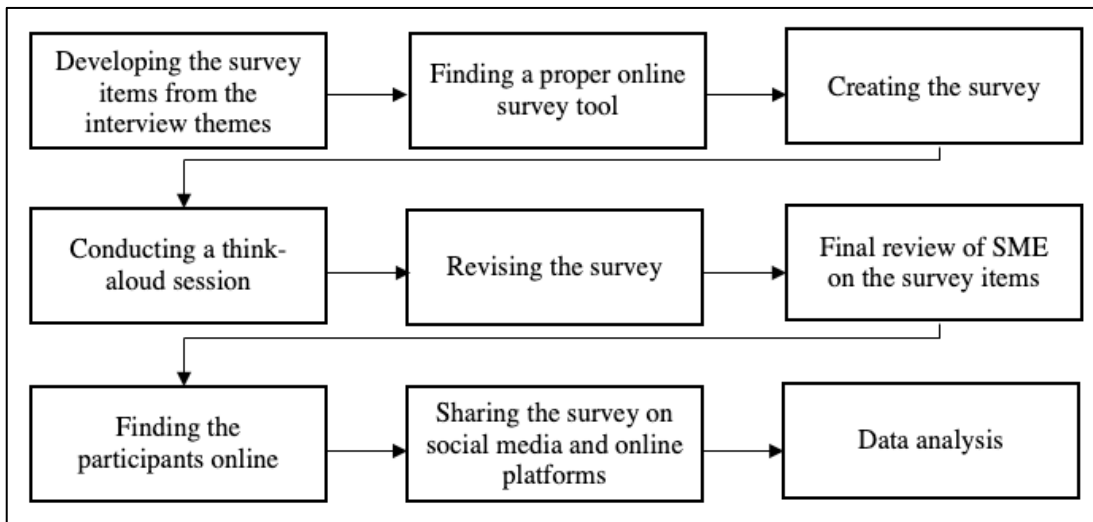 Developing the survey
items from the
interview themes
Finding a proper online
survey tool
Creating the survey
Conducting a think-
aloud session
Revising the survey
Final review of SME
on the survey items
Finding the
participants online
Sharing the survey on
social media and online
platforms
Data analysis